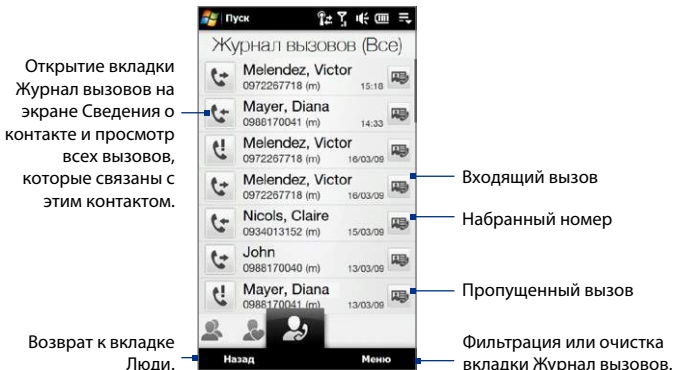 Пуск
Журнал вызовов (Все)
Melendez, Victor
0972267718 (m) 15:18
Mayer, Diana
0988170041 (m) 14:33
Melendez, Victor
0972267718 (m) 16/03/09
Melendez, Victor
0972267718 (m) 16/03/09
Nicols, Claire
0934013152 (m) 15/03/09
John
0988170040 (m) 13/03/09
Mayer, Diana
0988170041 (m) 13/03/09
Назад Меню
Открытие вкладки
Журнал вызовов на
экране Сведения о
контакте и просмотр
всех вызовов,
которые связаны с
этим контактом.
Возврат к вкладке
Люди.
Входящий вызов
Набранный номер
Пропущенный вызов
Фильтрация или очистка
вкладки Журнал вызовов.